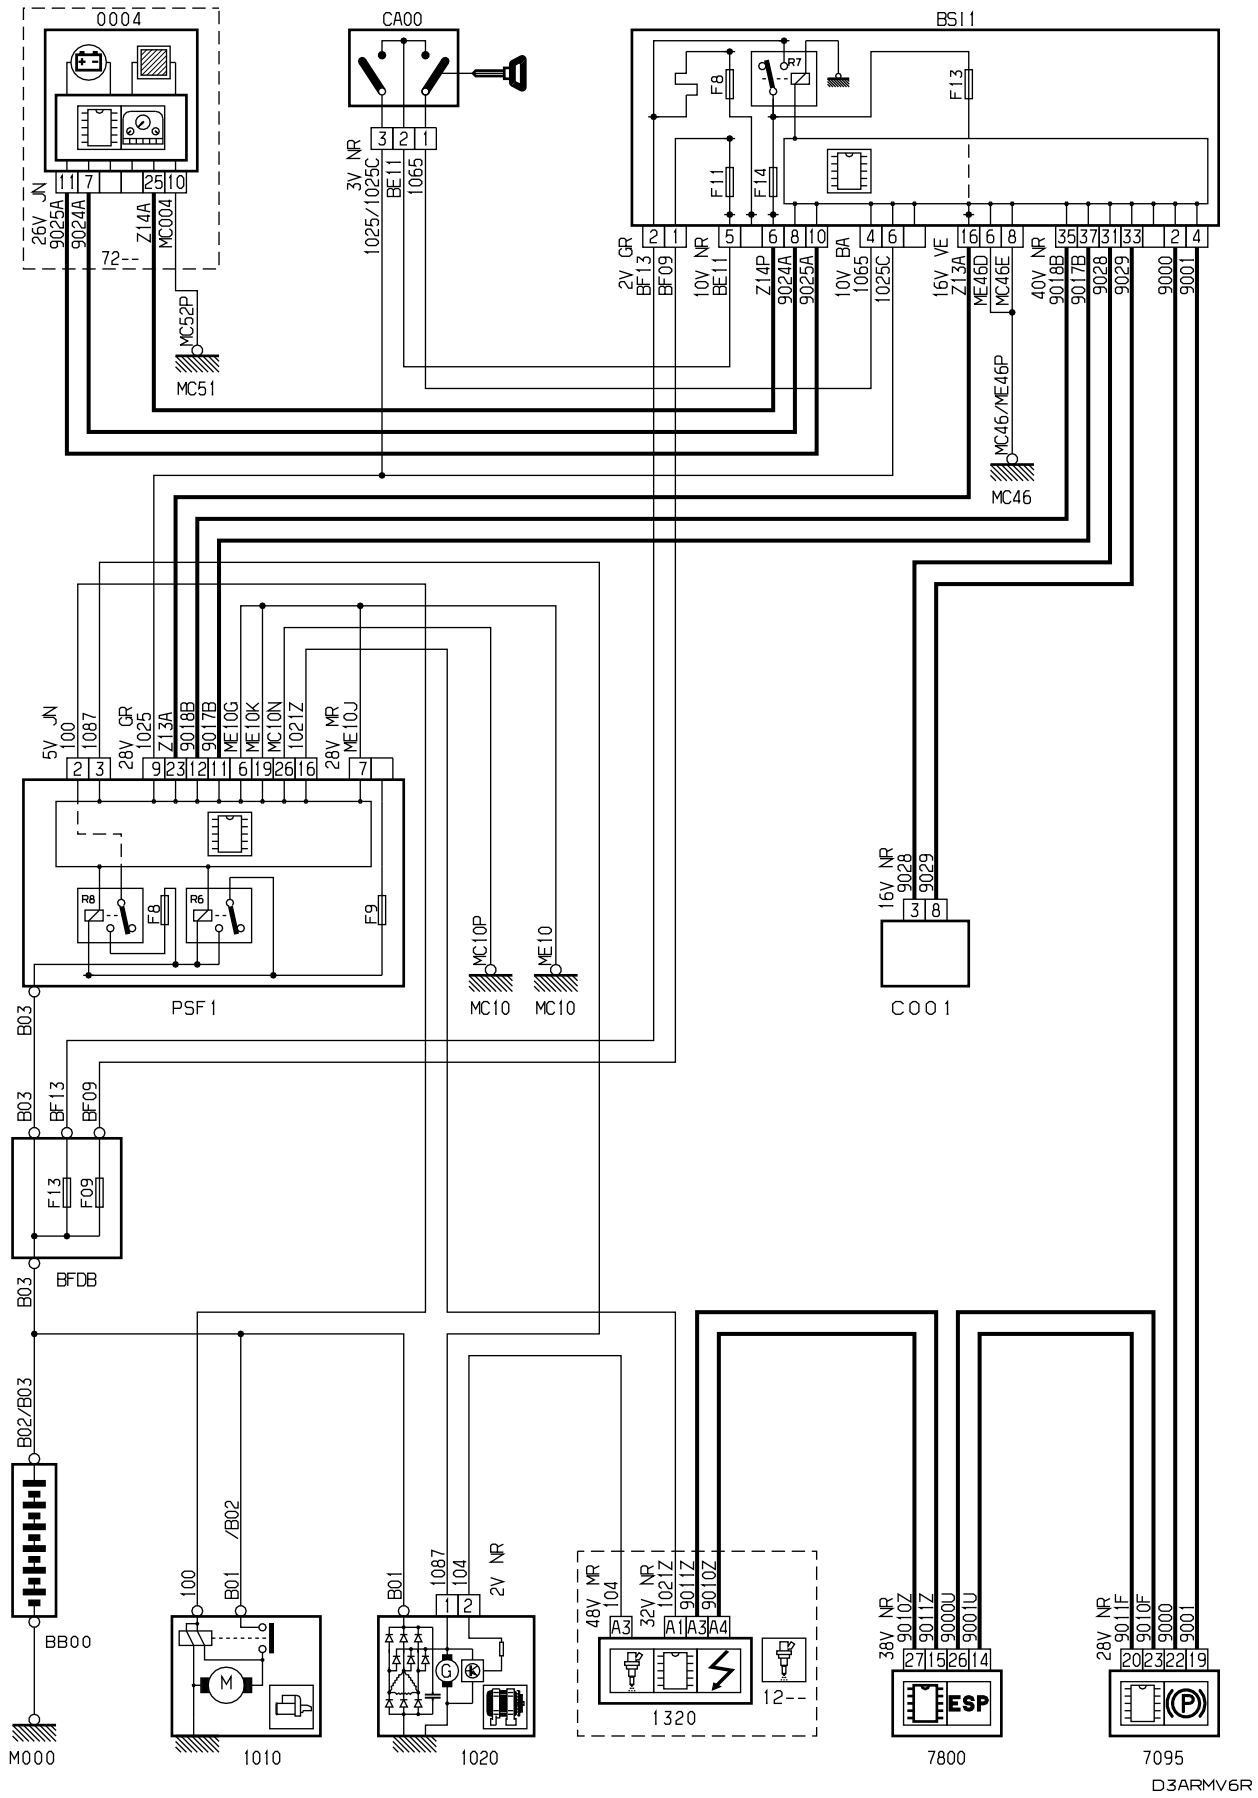 0004
CA00
BSI1
R7
F8
F13
F11
F14
3 2 1
3V NR
1025/1025C
BE11
1065
11 7 25 10
26V JN
9025A
9024A
Z14A
MC004
72--
MC52P
MC51
2 1 5 6 8 10 4 6 16 6 8 35 37 31 33 2 4
2V GR
BF13
BF09
10V NR
BE11
Z14P
9024A
9025A
10V BA
1065
1025C
16V VE
Z13A
ME46D
MC46E
40V NR
9018B
9017B
9028
9029
9000
9001
MC46/ME46P
MC46
5V JN
100
1087
28V GR
1025
Z13A
9018B
9017B
ME10G
ME10K
MC10N
1021Z
28V MR
ME10J
2 3 9 23 12 11 6 19 26 16 7
R8
F8
R6
F9
PSF1
MC10P
ME10
MC10
MC10
16V NR
9028
9029
3 8
C001
B03
B03
BF13
BF09
F13
F09
BFDB
B03
B02/B03
BB00
M000
100
B01
/B02
M
1010
B01
1087
104
2V NR
1 2
G
1020
48V MR
104
32V NR
1021Z
9011Z
9010Z
A3 A1 A3 A4
12--
1320
38V NR
9010Z
9011Z
9000U
9001U
27 15 26 14
ESP
7800
28V NR
9011F
9010F
9000
9001
20 23 22 19
P
7095
D3ARMV6R